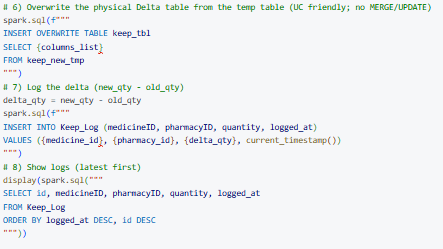 # 6) Overwrite the physical Delta table from the temp table (UC friendly; no MERGE/UPDATE)
spark.sql(f"""
INSERT OVERWRITE TABLE keep_tbl
SELECT {columns_list}
FROM keep_new_tmp
""")
# 7) Log the delta (new_qty - old_qty)
delta_qty = new_qty - old_qty
spark.sql(f"""
INSERT INTO Keep_Log (medicineID, pharmacyID, quantity, logged_at)
VALUES ({medicine_id}, {pharmacy_id}, {delta_qty}, current_timestamp())
""")
# 8) Show logs (latest first)
display(spark.sql("""
SELECT id, medicineID, pharmacyID, quantity, logged_at
FROM Keep_Log
ORDER BY logged_at DESC, id DESC
"""))